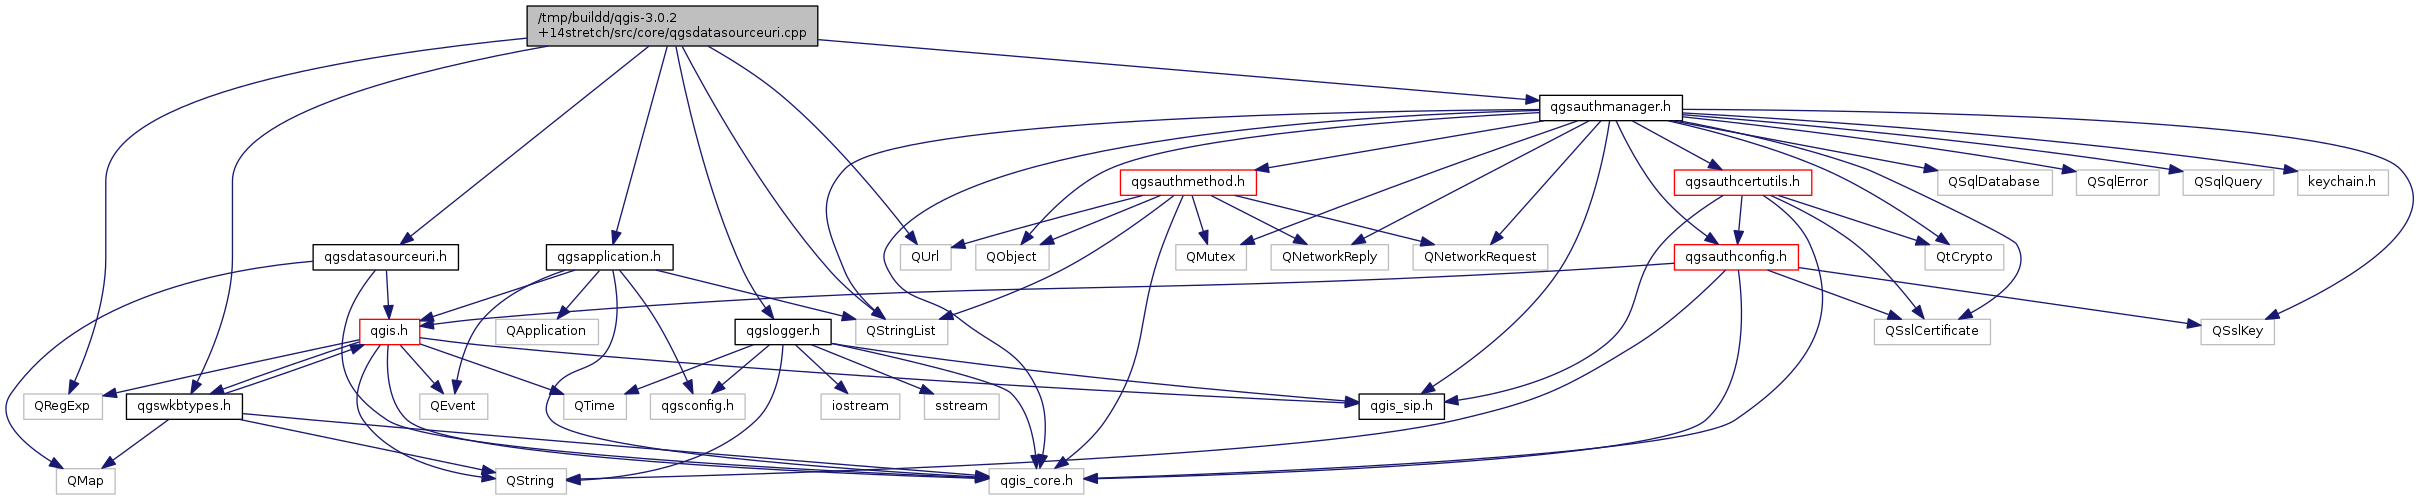 /tmp/buildd/qgis-3.0.2
+14stretch/src/core/qgsdatasourceuri.cpp
qgsauthmanager.h
qgsauthmethod.h
qgsauthcertutils.h
QSqlDatabase
QSqlError
QSqlQuery
keychain.h
qgsdatasourceuri.h
qgsapplication.h
QUrl
QObject
QMutex
QNetworkReply
QNetworkRequest
qgsauthconfig.h
QtCrypto
qgis.h
QApplication
qgslogger.h
QStringList
QSslCertificate
QSslKey
QRegExp
qgswkbtypes.h
QEvent
QTime
qgsconfig.h
iostream
sstream
qgis_sip.h
QMap
QString
qgis_core.h